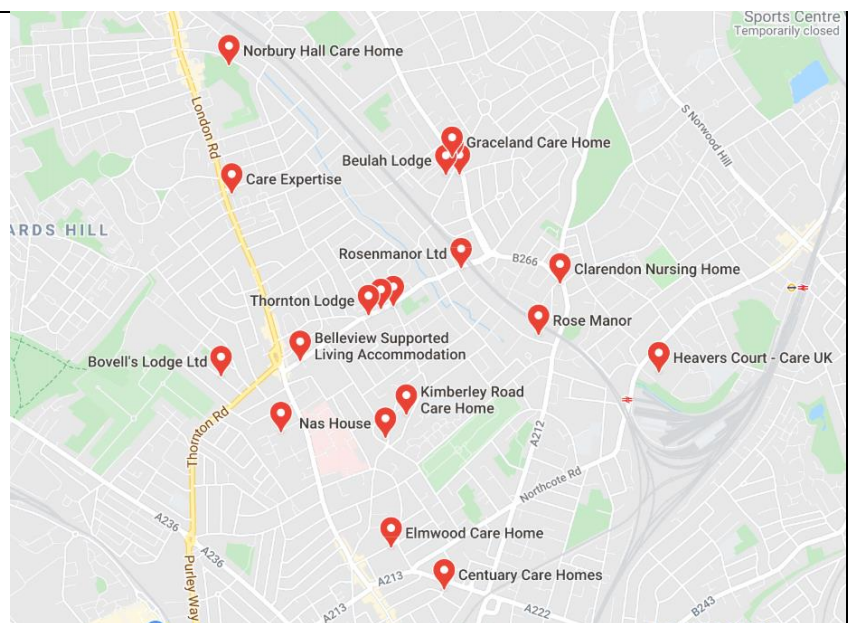 Sports Centre
Temporarily closed
Norbury Hall Care Home
London Rd
S Norwood Hill
Graceland Care Home
Beulah Lodge
Care Expertise
ARDS HILL
Rosenmanor Ltd
B266
Clarendon Nursing Home
Thornton Lodge
Rose Manor
Belleview Supported
Living Accommodation
Bovell's Lodge Ltd
Heavers Court - Care UK
Kimberley Road
Care Home
Nas House
Thornton Rd
A212
Northcote Rd
A236
A236
Elmwood Care Home
Purley Way
A213
Centuary Care Homes
A213
A222
B243